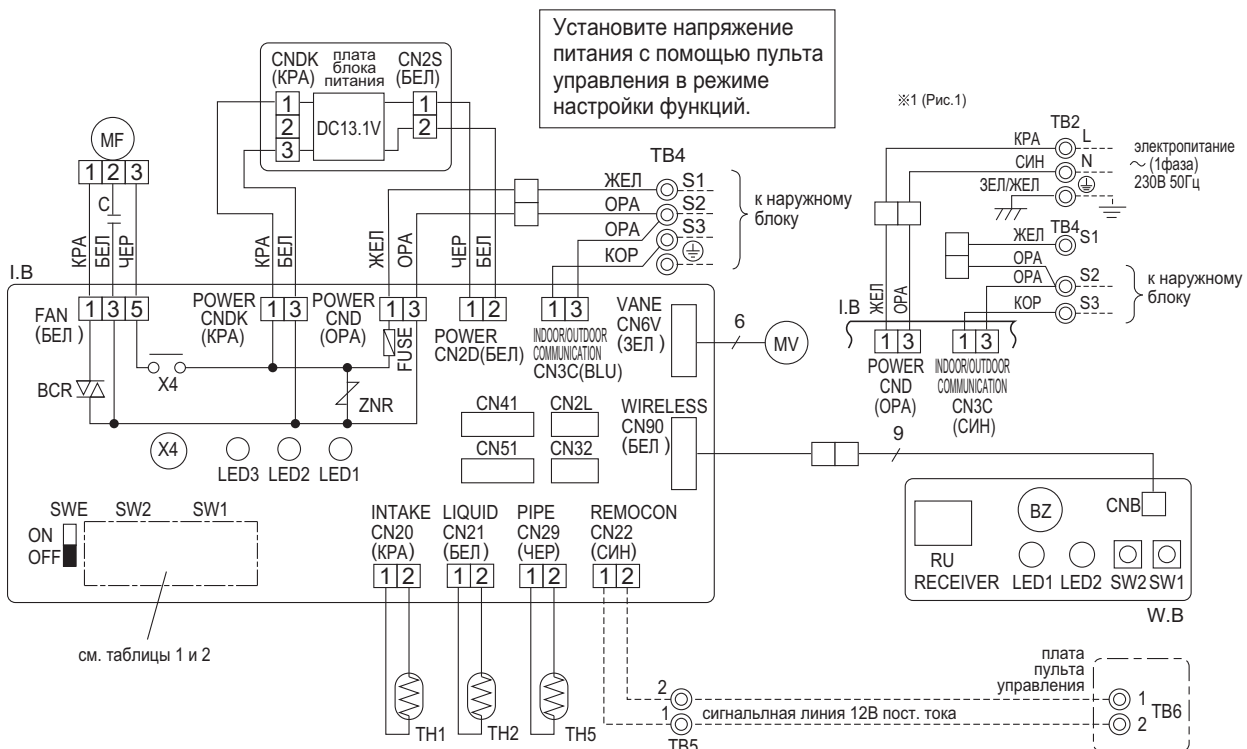 Установите напряжение
питания с помощью пульта
управления в режиме
настройки функций.
CNDK
(КРА)
плата
блока
питания
CN2S
(БЕЛ)
1
2
3
DC13.1V
1
2
MF
1 2 3
C
КРА
БЕЛ
ЧЕР
КРА
БЕЛ
ЖЕЛ
ОРА
ЧЕР
БЕЛ
TB4
ЖЕЛ S1
ОРА S2
ОРА S3
КОР
к наружному
блоку
※1 (Рис.1)
TB2
КРА L
СИН N
ЗЕЛ/ЖЕЛ
электропитание
~ (1фаза)
230В 50Гц
ЖЕЛ TB4 S1
ОРА
ОРА S2
КОР S3
к наружному
блоку
I.B
ЖЕЛ
ОРА
1 3
POWER
CND
(ОРА)
1 3
INDOOR/OUTDOOR
COMMUNICATION
CN3C
(СИН)
I.B
FAN
(БЕЛ )
1 3 5
POWER
CNDK
(КРА)
1 3
POWER
CND
(ОРА)
1 3
FUSE
1 2
POWER
CN2D(БЕЛ)
1 3
INDOOR/OUTDOOR
COMMUNICATION
CN3C(BLU)
VANE
CN6V
(ЗЕЛ)
6
MV
BCR
X4
ZNR
X4
LED3 LED2 LED1
CN41
CN2L
CN51
CN32
WIRELESS
CN90
(БЕЛ )
9
SWE
SW2
SW1
ON
OFF
см. таблицы 1 и 2
INTAKE
CN20
(КРА)
1 2
LIQUID
CN21
(БЕЛ )
1 2
PIPE
CN29
(ЧЕР)
1 2
REMOCON
CN22
(СИН)
1 2
TH1
TH2
TH5
CNB
BZ
RU
RECEIVER
LED1 LED2 SW2 SW1
W.B
2
1
TB5
сигнальлная линия 12В пост. тока
плата
пульта
управления
1
2
TB6